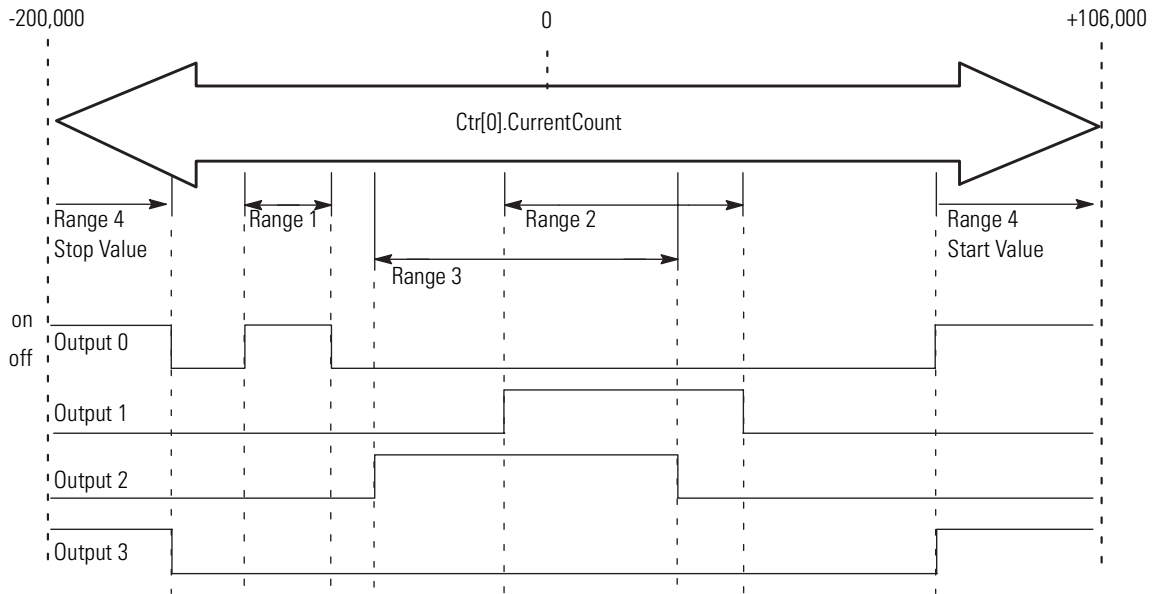 -200,000
0
+106,000
Ctr[0].CurrentCount
Range 4
Stop Value
Range 1
Range 2
Range 4
Start Value
Range 3
on
off
Output 0
Output 1
Output 2
Output 3